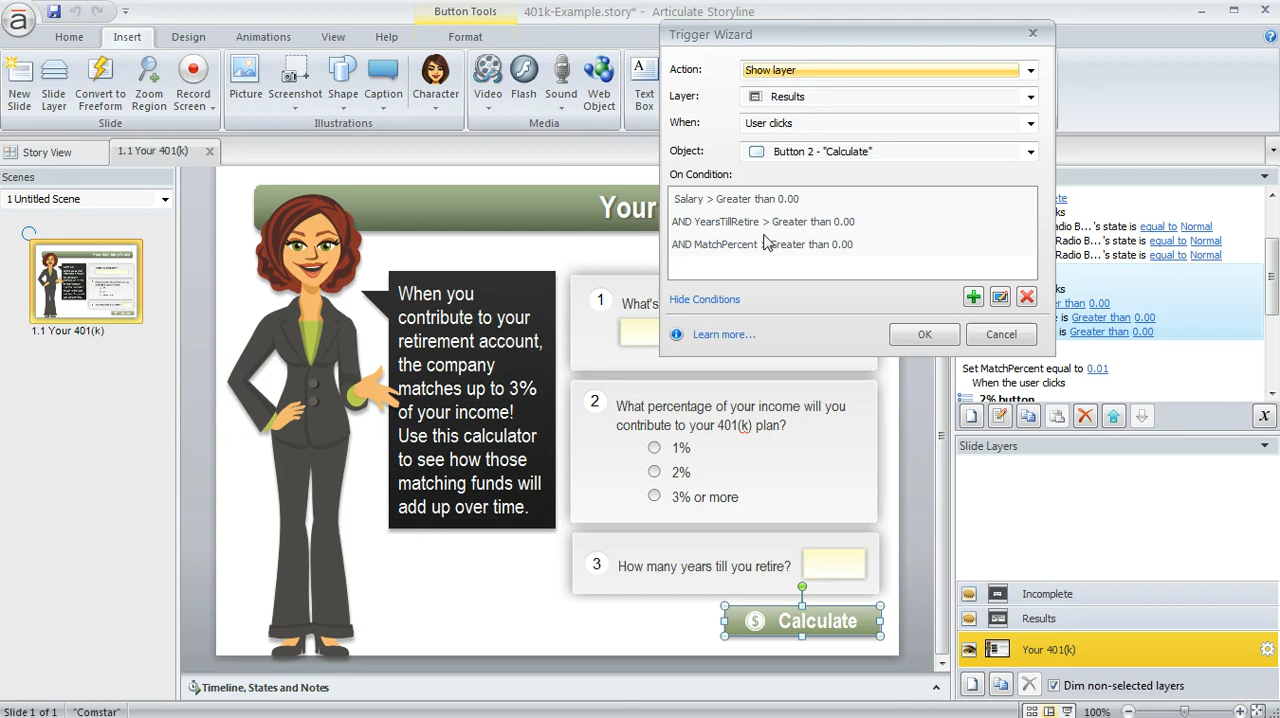 Button Tools
401k-Example.story* - Articulate Storyline
Home
Insert
Design
Animations
View
Help
Format
New Slide
Slide Layer
Convert to Freeform
Zoom Region
Record Screen
Picture
Screenshot
Shape
Caption
Character
Video
Flash
Sound
Web Object
Text Box
Slide
Illustrations
Media
Story View
1.1 Your 401(k)
Scenes
1 Untitled Scene
1.1 Your 401(k)
Trigger Wizard
Action:
Show layer
Layer:
Results
When:
User clicks
Object:
Button 2 - "Calculate"
On Condition:
Salary > Greater than 0.00
AND YearsTillRetire > Greater than 0.00
AND MatchPercent > Greater than 0.00
Hide Conditions
Learn more...
OK
Cancel
Your
When you
contribute to your
retirement account,
the company
matches up to 3%
of your income!
Use this calculator
to see how those
matching funds will
add up over time.
1
What's
2
What percentage of your income will you
contribute to your 401(k) plan?
1%
2%
3% or more
3
How many years till you retire?
Calculate
Radio B...'s state is equal to Normal
Radio B...'s state is equal to Normal
Radio B...'s state is equal to Normal
0.00
is Greater than 0.00
is Greater than 0.00
Set MatchPercent equal to 0.01
When the user clicks
2% button
X
Slide Layers
Incomplete
Results
Your 401(k)
Dim non-selected layers
Timeline, States and Notes
Slide 1 of 1
"Comstar"
100%